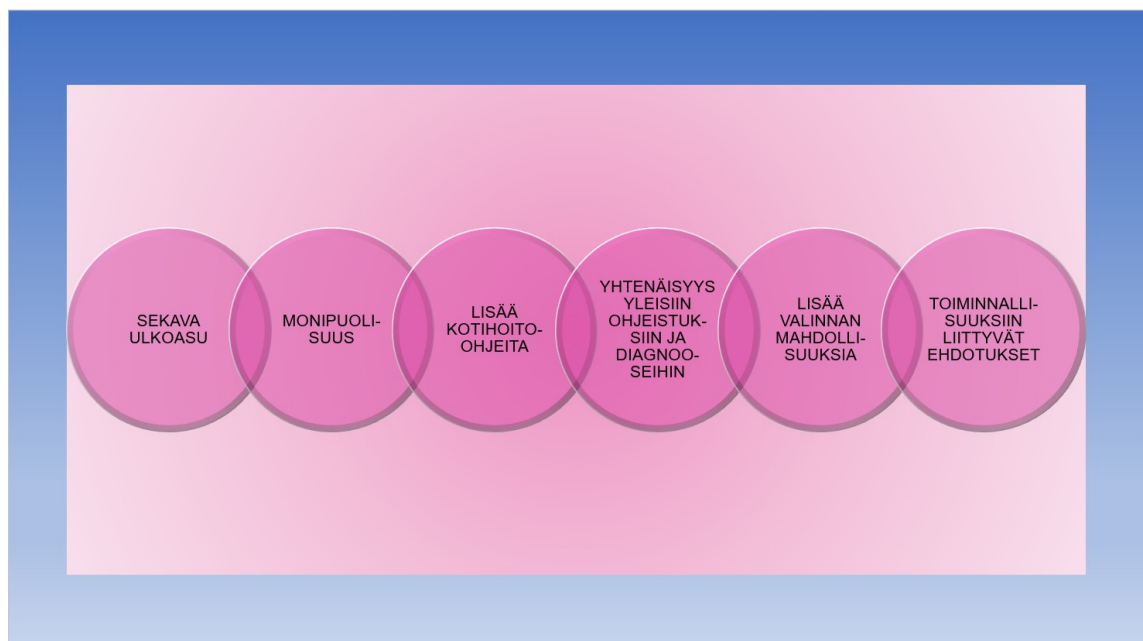 SEKAVA
ULKOASU
MONIPUOLI-
SUUS
LISÄÄ
KOTIHOITO-
OHJEITA
YHTENÄISYYS
YLEISIIN
OHJEISTUK-
SIIN JA
DIAGNOO-
SEIHIN
LISÄÄ
VALINNAN
MAHDOLLI-
SUUKSIA
TOIMINNALLI-
SUUKSIIN
LIITTYVÄT
EHDOTUKSET